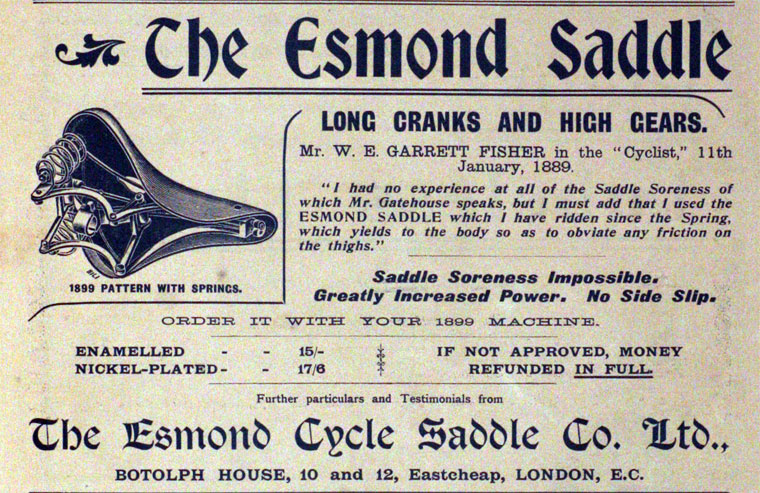 The Esmond Saddle
LONG CRANKS AND HIGH GEARS.
Mr. W. E. GARRETT FISHER in the "Cyclist," 11th
January, 1889.
"I had no experience at all of the Saddle Soreness of
which Mr. Gatehouse speaks, but I must add that I used the
ESMOND SADDLE which I have ridden since the Spring,
which yields to the body so as to obviate any friction on
the thighs."
1899 PATTERN WITH SPRINGS.
Saddle Soreness Impossible.
Greatly Increased Power. No Side Slip.
ORDER IT WITH YOUR 1899 MACHINE.
ENAMELLED - - 15/-
NICKEL-PLATED - - 17/6
IF NOT APPROVED, MONEY
REFUNDED IN FULL.
Further particulars and Testimonials from
The Esmond Cycle Saddle Co. Ltd.,
BOTOLPH HOUSE, 10 and 12, Eastcheap, LONDON, E.C.